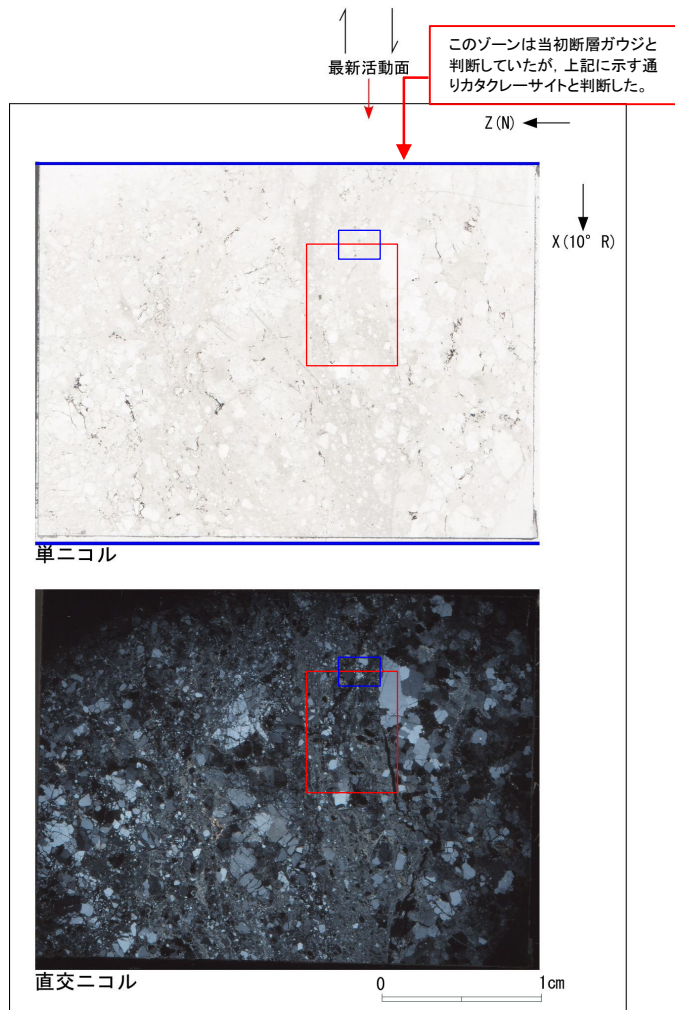 最新活動面
このゾーンは当初断層ガウジと
判断していたが，上記に示す通
りカタクレーサイトと判断した。
Z(N)
X(10°R)
単ニコル
直交ニコル
0 1cm